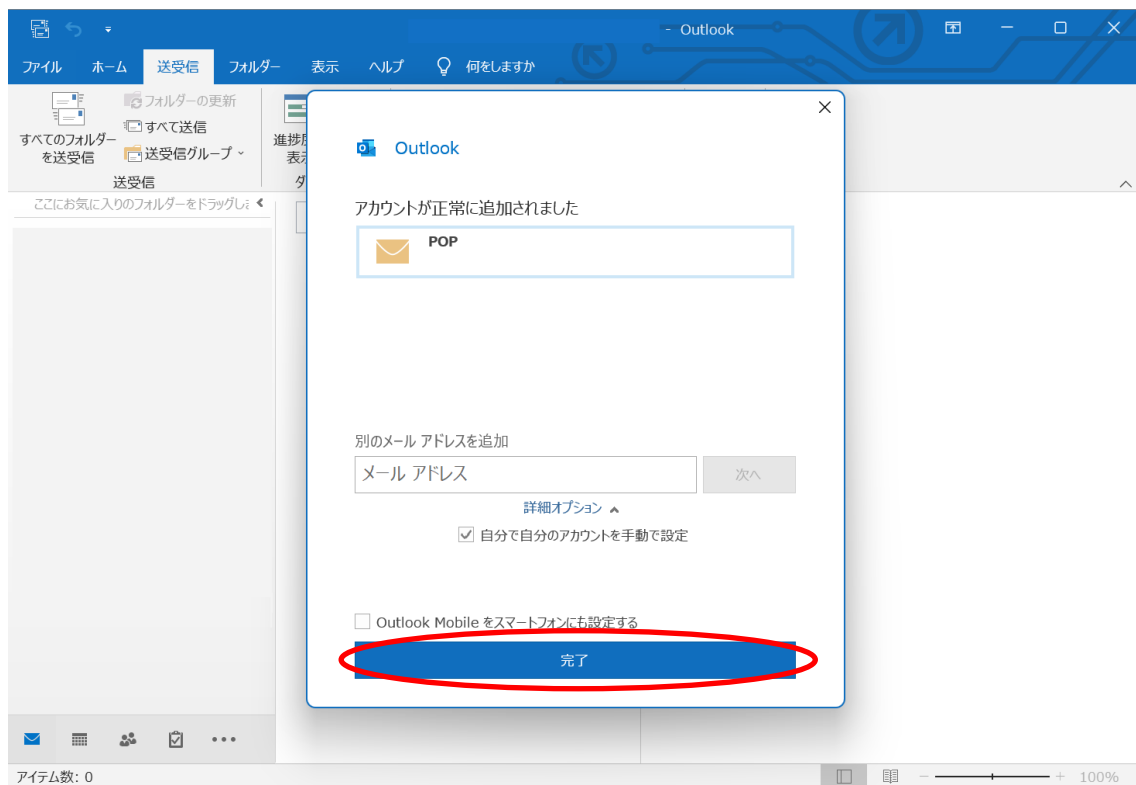 - Outlook
ファイル ホーム 送受信 フォルダー 表示 ヘルプ 何をしますか
すべてのフォルダー
を送受信
フォルダーの更新
すべて送信
送受信グループ
送受信
進捗
表
ダ
ここにお気に入りのフォルダーをドラッグし
Outlook
アカウントが正常に追加されました
POP
別のメール アドレスを追加
メール アドレス 次へ
詳細オプション
自分で自分のアカウントを手動で設定
Outlook Mobile をスマートフォンにも設定する
完了
アイテム数: 0
100%